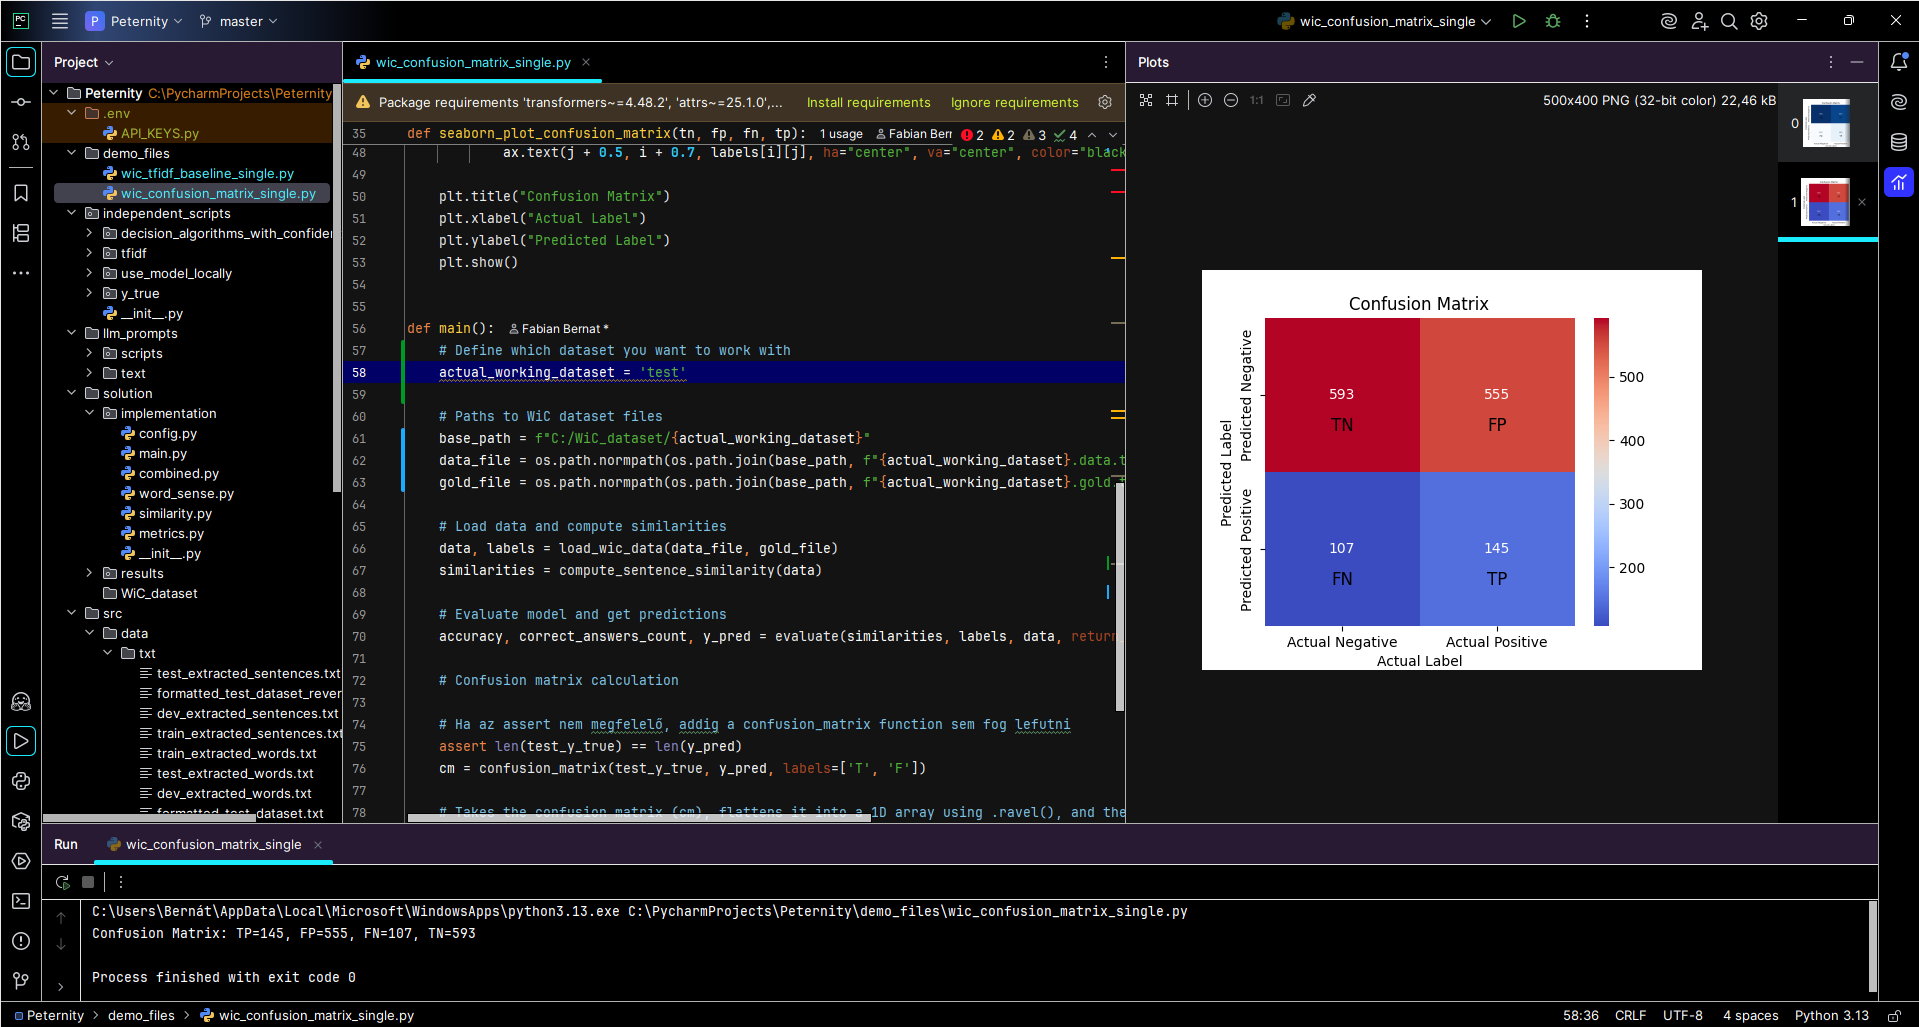 PC
P Peternity
master
wic_confusion_matrix_single
Project
Peternity C:\PycharmProjects\Peternity
.env
API_KEYS.py
demo_files
wic_tfidf_baseline_single.py
wic_confusion_matrix_single.py
independent_scripts
decision_algorithms_with_confider
tfidf
use_model_locally
y_true
__init__.py
llm_prompts
scripts
text
solution
implementation
config.py
main.py
combined.py
word_sense.py
similarity.py
metrics.py
__init__.py
results
WiC_dataset
src
data
txt
test_extracted_sentences.txt
formatted_test_dataset_rever
dev_extracted_sentences.txt
train_extracted_sentences.txt
train_extracted_words.txt
test_extracted_words.txt
dev_extracted_words.txt
formatted_test_dataset.txt
wic_confusion_matrix_single.py
Package requirements 'transformers~=4.48.2', 'attrs~=25.1.0',... Install requirements Ignore requirements
35 def seaborn_plot_confusion_matrix(tn, fp, fn, tp): 1 usage Fabian Berr 2 2 3 4
48 ax.text(j + 0.5, i + 0.7, labels[i][j], ha="center", va="center", color="black
49
50 plt.title("Confusion Matrix")
51 plt.xlabel("Actual Label")
52 plt.ylabel("Predicted Label")
53 plt.show()
54
55
56 def main(): Fabian Bernat *
57 # Define which dataset you want to work with
58 actual_working_dataset = 'test'
59
60 # Paths to WiC dataset files
61 base_path = f"C:/WiC_dataset/{actual_working_dataset}"
62 data_file = os.path.normpath(os.path.join(base_path, f"{actual_working_dataset}.data.t
63 gold_file = os.path.normpath(os.path.join(base_path, f"{actual_working_dataset}.gold.t
64
65 # Load data and compute similarities
66 data, labels = load_wic_data(data_file, gold_file)
67 similarities = compute_sentence_similarity(data)
68
69 # Evaluate model and get predictions
70 accuracy, correct_answers_count, y_pred = evaluate(similarities, labels, data, return
71
72 # Confusion matrix calculation
73
74 # Ha az assert nem megfelelő, addig a confusion_matrix function sem fog lefutni
75 assert len(test_y_true) == len(y_pred)
76 cm = confusion_matrix(test_y_true, y_pred, labels=['T', 'F'])
77
78 # Takes the confusion matrix (cm), flattens it into a 1D array using .ravel(), and the
Plots
1:1
500x400 PNG (32-bit color) 22,46 kB
0
1
Confusion Matrix
Predicted Label
Predicted Negative
Predicted Positive
593
TN
555
FP
107
FN
145
TP
Actual Negative
Actual Positive
Actual Label
500
400
300
200
Run
wic_confusion_matrix_single
C:\Users\Bernát\AppData\Local\Microsoft\WindowsApps\python3.13.exe C:\PycharmProjects\Peternity\demo_files\wic_confusion_matrix_single.py
Confusion Matrix: TP=145, FP=555, FN=107, TN=593
Process finished with exit code 0
Peternity > demo_files > wic_confusion_matrix_single.py
58:36 CRLF UTF-8 4 spaces Python 3.13